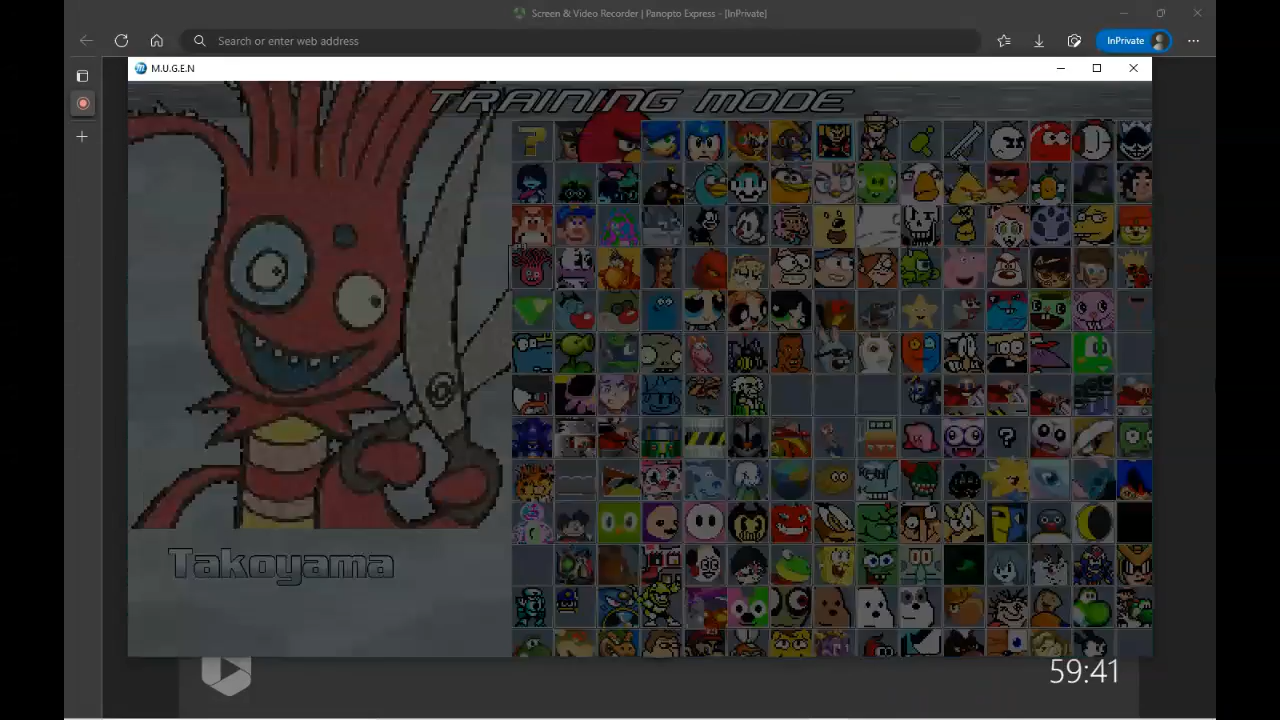 Screen & Video Recorder | Panopto Express - [InPrivate]
Search or enter web address
InPrivate
M.U.G.E.N
TRAINING MODE
?
?
Takoyama
59:41